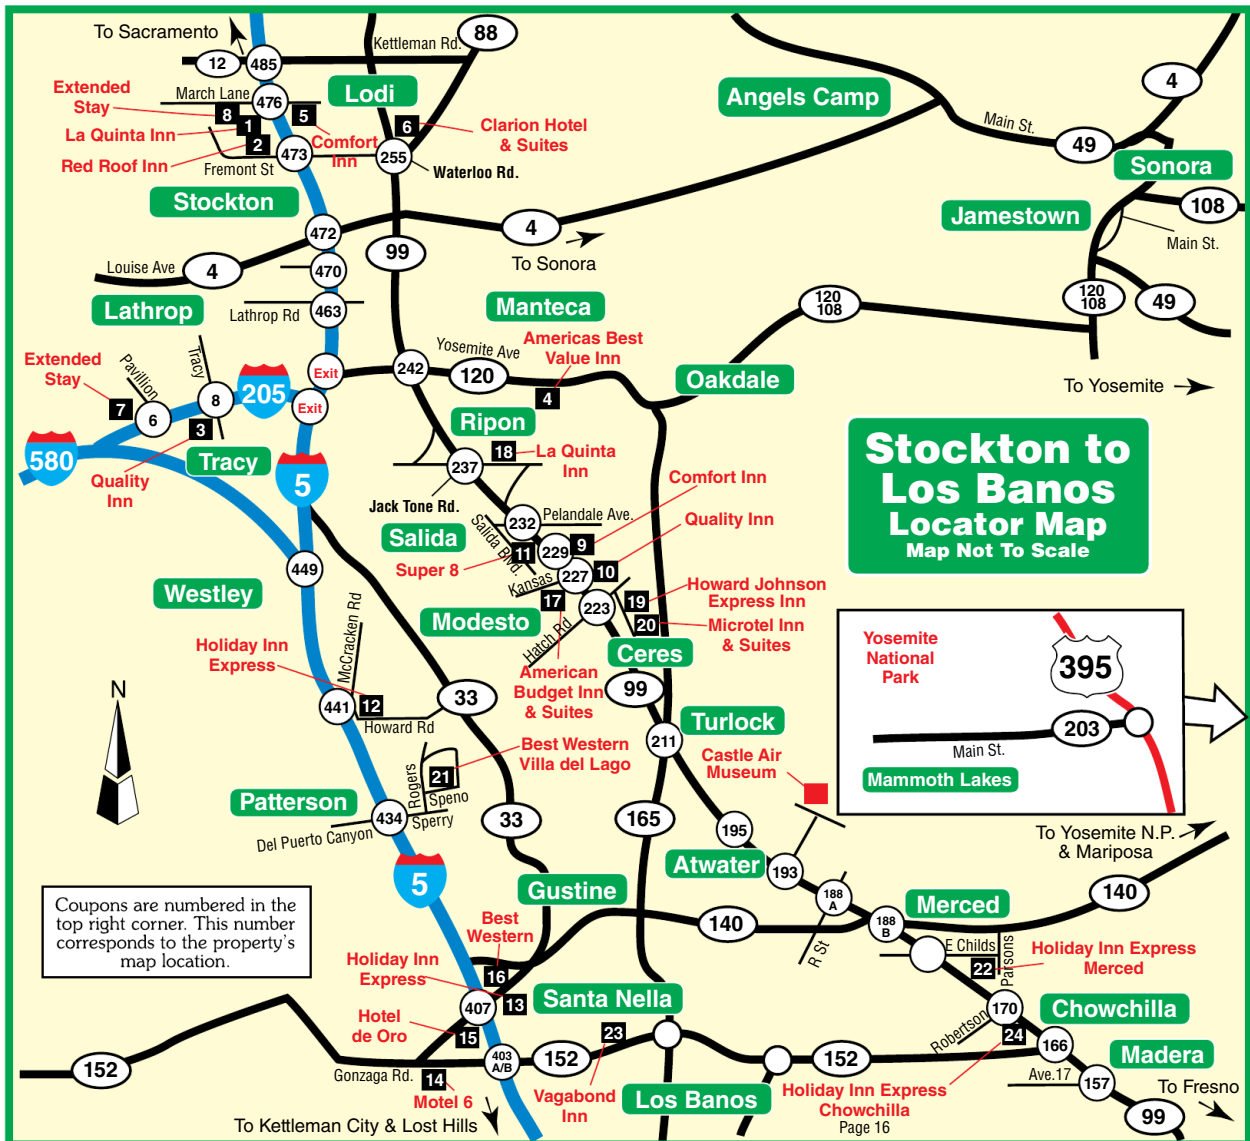 To Sacramento
Kettleman Rd.
88
12
485
March Lane
476
Lodi
Extended
Stay
8
1
5
6
La Quinta Inn
2
Comfort
Inn
Clarion Hotel
& Suites
Red Roof Inn
Fremont St
473
255
Waterloo Rd.
Stockton
472
99
4
To Sonora
Louise Ave
4
470
Lathrop
Lathrop Rd
463
Angels Camp
Main St.
49
4
Sonora
108
Jamestown
Main St.
120
108
49
120
108
To Yosemite
Manteca
Americas Best
Value Inn
Yosemite Ave
242
120
4
Oakdale
Exit
Exit
Extended
Stay
7
Pavillion
6
Tracy
8
205
3
Tracy
580
Quality
Inn
5
Ripon
18
La Quinta
Inn
237
Jack Tone Rd.
Comfort Inn
232
Pelandale Ave.
Quality Inn
Salida
Salida Blvd.
11
229
9
Super 8
227
10
Kansas
17
223
19
Howard Johnson
Express Inn
20
Microtel Inn
& Suites
Modesto
Hatch Rd
Ceres
American
Budget Inn
& Suites
99
Stockton to
Los Banos
Locator Map
Map Not To Scale
449
Westley
McCracken Rd
Holiday Inn
Express
441
12
Howard Rd
33
N
Turlock
211
Castle Air
Museum
Yosemite
National
Park
395
203
Main St.
Mammoth Lakes
Best Western
Villa del Lago
21
Rogers
Speno
Patterson
434
Sperry
Del Puerto Canyon
33
165
195
To Yosemite N.P.
& Mariposa
5
Atwater
193
188
A
140
Gustine
Merced
188
B
140
R St
E Childs
Parsons
22
Holiday Inn Express
Merced
Coupons are numbered in the
top right corner. This number
corresponds to the property's
map location.
Best
Western
16
Holiday Inn
Express
13
407
Santa Nella
Hotel
de Oro
15
23
170
Chowchilla
Robertson
24
166
Madera
152
Gonzaga Rd.
403
A/B
152
152
14
Motel 6
Vagabond
Inn
Los Banos
Holiday Inn Express
Chowchilla
Page 16
Ave.17
157
To Fresno
99
To Kettleman City & Lost Hills